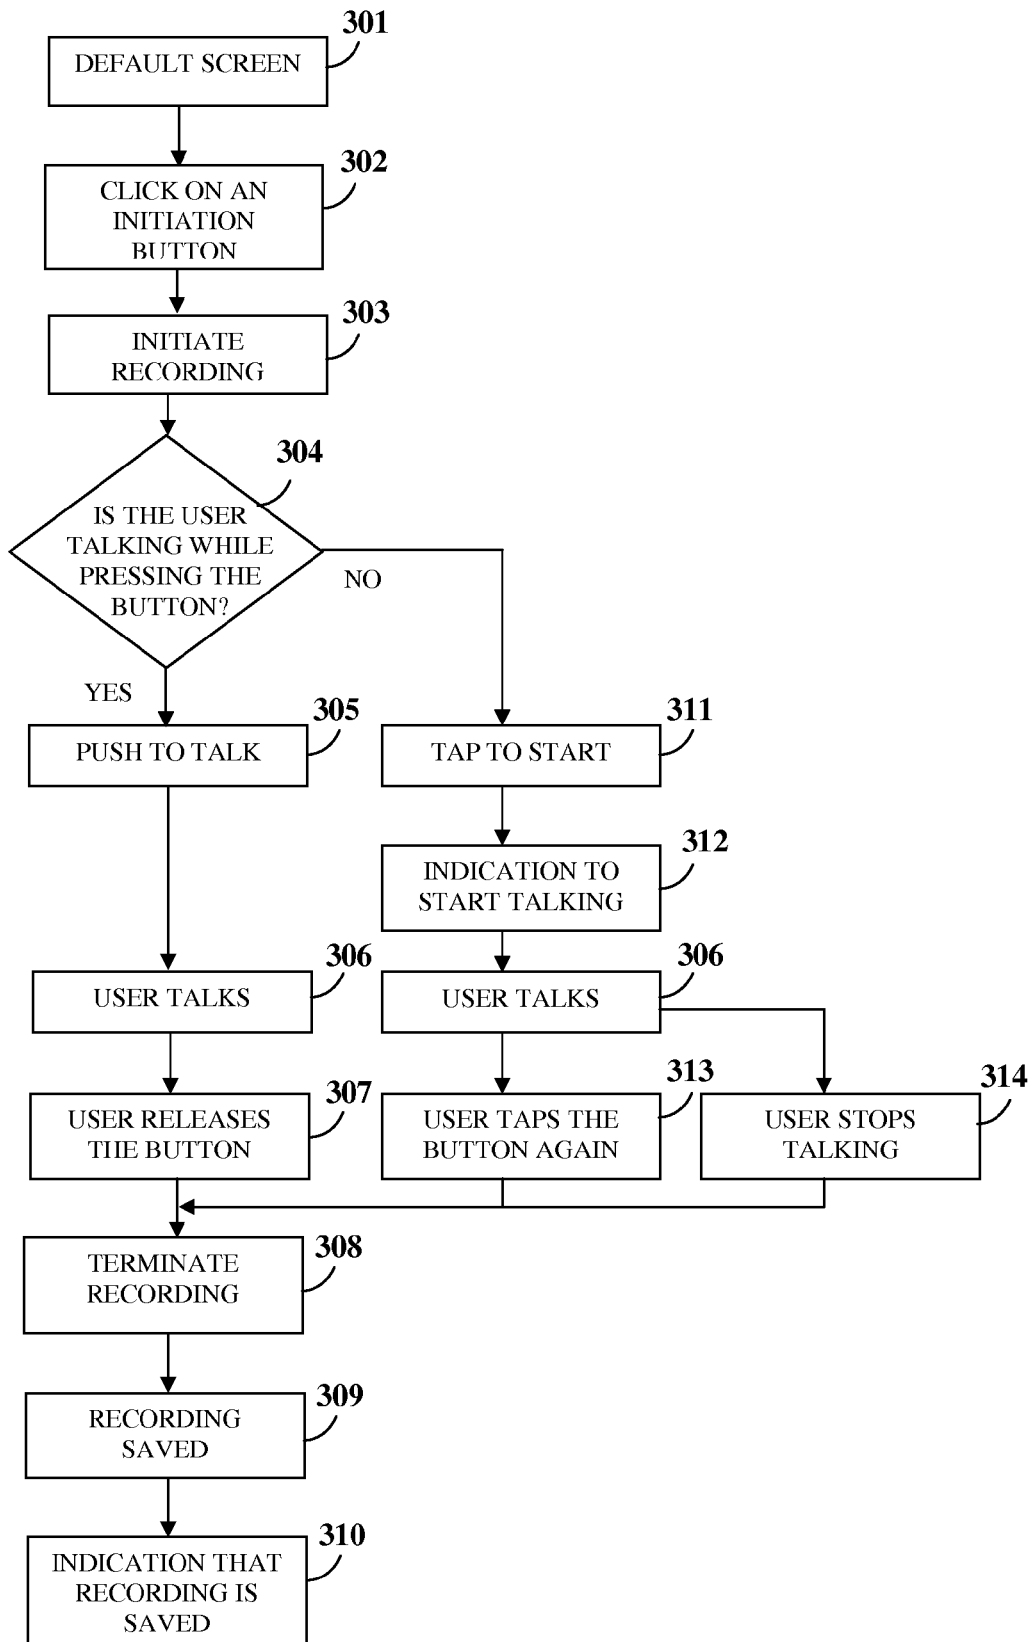 301
DEFAULT SCREEN
302
CLICK ON AN
INITIATION
BUTTON
303
INITIATE
RECORDING
304
IS THE USER
TALKING WHILE
PRESSING THE
BUTTON?
NO
YES
305
PUSH TO TALK
311
TAP TO START
312
INDICATION TO
START TALKING
306
USER TALKS
306
USER TALKS
307
USER RELEASES
THE BUTTON
313
USER TAPS THE
BUTTON AGAIN
314
USER STOPS
TALKING
308
TERMINATE
RECORDING
309
RECORDING
SAVED
310
INDICATION THAT
RECORDING IS
SAVED